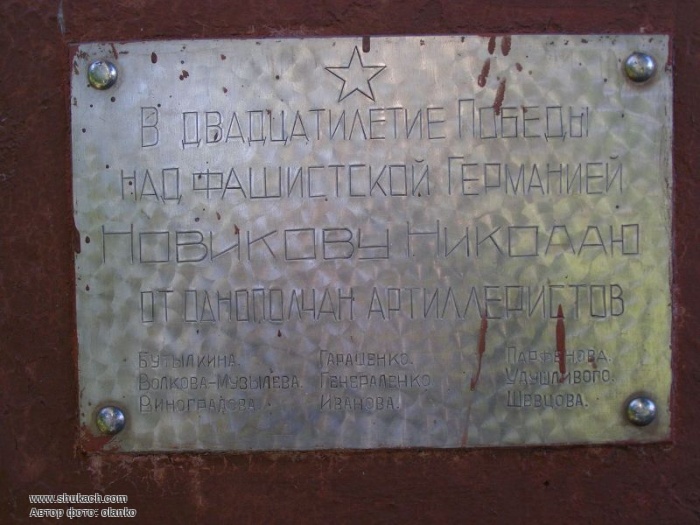 В двадцатилетие Победы
над фашистской Германией
Новикову Николаю
от однополчан артиллеристов
Бутылкина. Гаращенко. Парфенова.
Волкова-Музылева. Генераленко Удушливого.
Виноградова. Иванова. Шевцова.
www.shukach.com
Автор фото: olanko